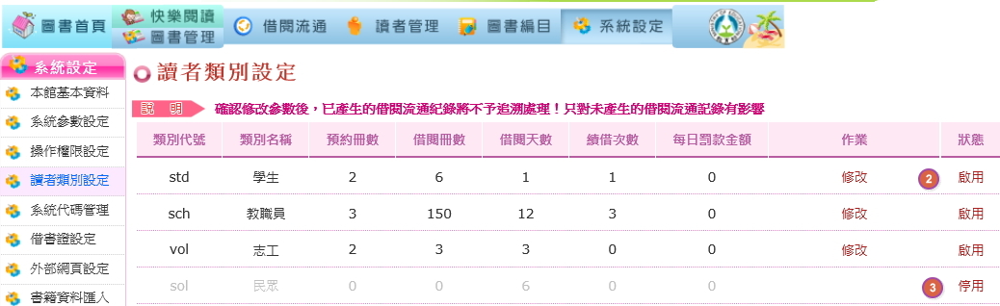 圖書首頁 快樂閱讀 圖書管理 借閱流通 讀者管理 圖書編目 系統設定
系統設定
本館基本資料
系統參數設定
操作權限設定
讀者類別設定
系統代碼管理
借書證設定
外部網頁設定
書籍資料匯入
讀者類別設定
說 明 確認修改參數後，已產生的借閱流通紀錄將不予追溯處理！只對未產生的借閱流通記錄有影響
類別代號 類別名稱 預約冊數 借閱冊數 借閱天數 續借次數 每日罰款金額 作業 狀態
std 學生 2 6 1 1 0 修改 2 啟用
sch 教職員 3 150 12 3 0 修改 啟用
vol 志工 2 3 3 0 0 修改 啟用
sol 民眾 0 0 6 0 0 3 停用